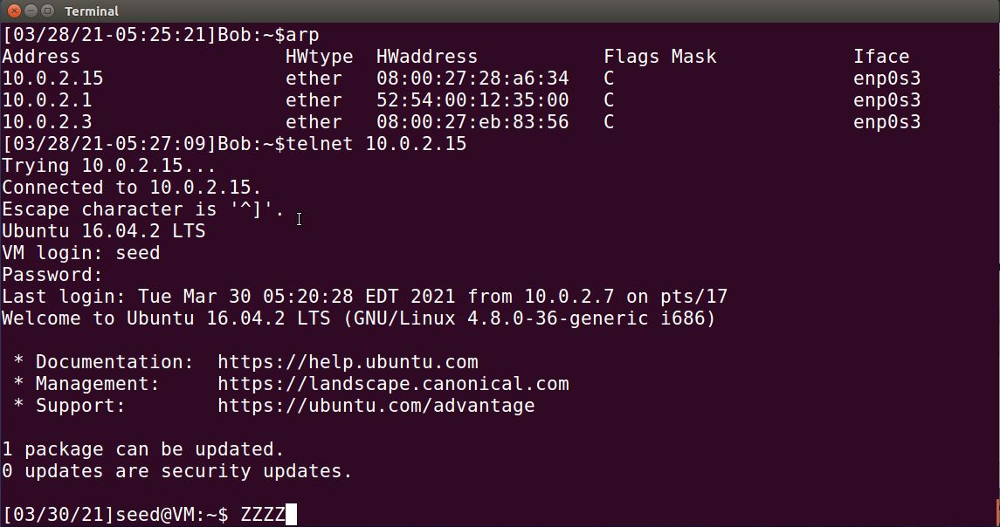 Terminal
[03/28/21-05:25:21]Bob:~$arp
Address                  HWtype  HWaddress           Flags Mask            Iface
10.0.2.15                ether   08:00:27:28:a6:34   C                     enp0s3
10.0.2.1                 ether   52:54:00:12:35:00   C                     enp0s3
10.0.2.3                 ether   08:00:27:eb:83:56   C                     enp0s3
[03/28/21-05:27:09]Bob:~$telnet 10.0.2.15
Trying 10.0.2.15...
Connected to 10.0.2.15.
Escape character is '^]'.
Ubuntu 16.04.2 LTS
VM login: seed
Password:
Last login: Tue Mar 30 05:20:28 EDT 2021 from 10.0.2.7 on pts/17
Welcome to Ubuntu 16.04.2 LTS (GNU/Linux 4.8.0-36-generic i686)

 * Documentation:  https://help.ubuntu.com
 * Management:     https://landscape.canonical.com
 * Support:        https://ubuntu.com/advantage

1 package can be updated.
0 updates are security updates.

[03/30/21]seed@VM:~$ ZZZZ